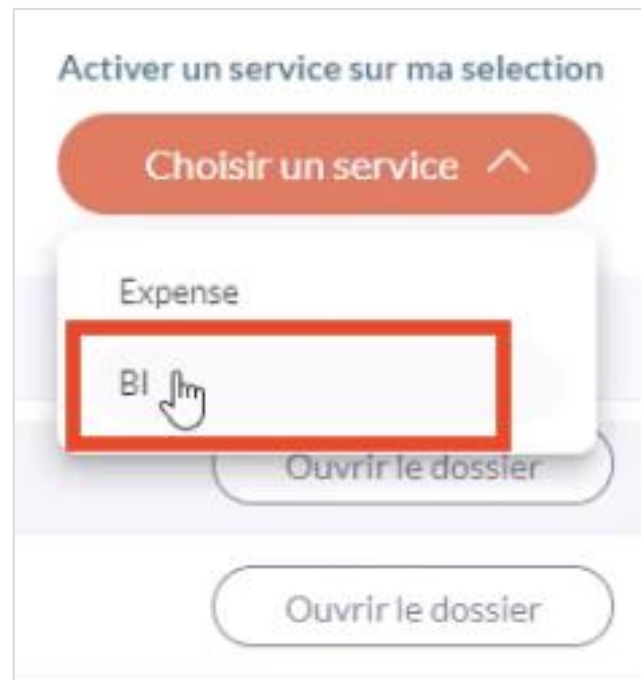 Activer un service sur ma selection
Choisir un service
Expense
BI
Ouvrir le dossier
Ouvrir le dossier